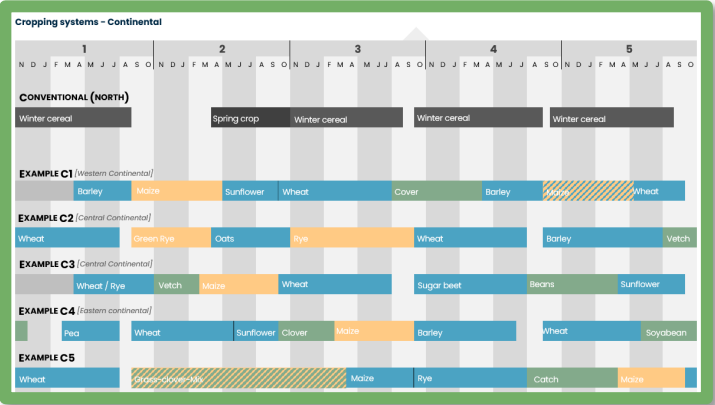 Cropping systems - Continental
1 2 3 4 5
N D J F M A M J J A S O N D J F M A M J J A S O N D J F M A M J J A S O N D J F M A M J J A S O N D J F M A M J J A S O
CONVENTIONAL (NORTH)
Winter cereal Spring crop Winter cereal Winter cereal Winter cereal
EXAMPLE C1 [Western Continental]
Barley Maize Sunflower Wheat Cover Barley Maize Wheat
EXAMPLE C2 [Central Continental]
Wheat Green Rye Oats Rye Wheat Barley Vetch
EXAMPLE C3 [Central Continental]
Wheat / Rye Vetch Maize Wheat Sugar beet Beans Sunflower
EXAMPLE C4 [Eastern continental]
Pea Wheat Sunflower Clover Maize Barley Wheat Soyabean
EXAMPLE C5
Wheat Grass-clover-Mix Maize Rye Catch Maize